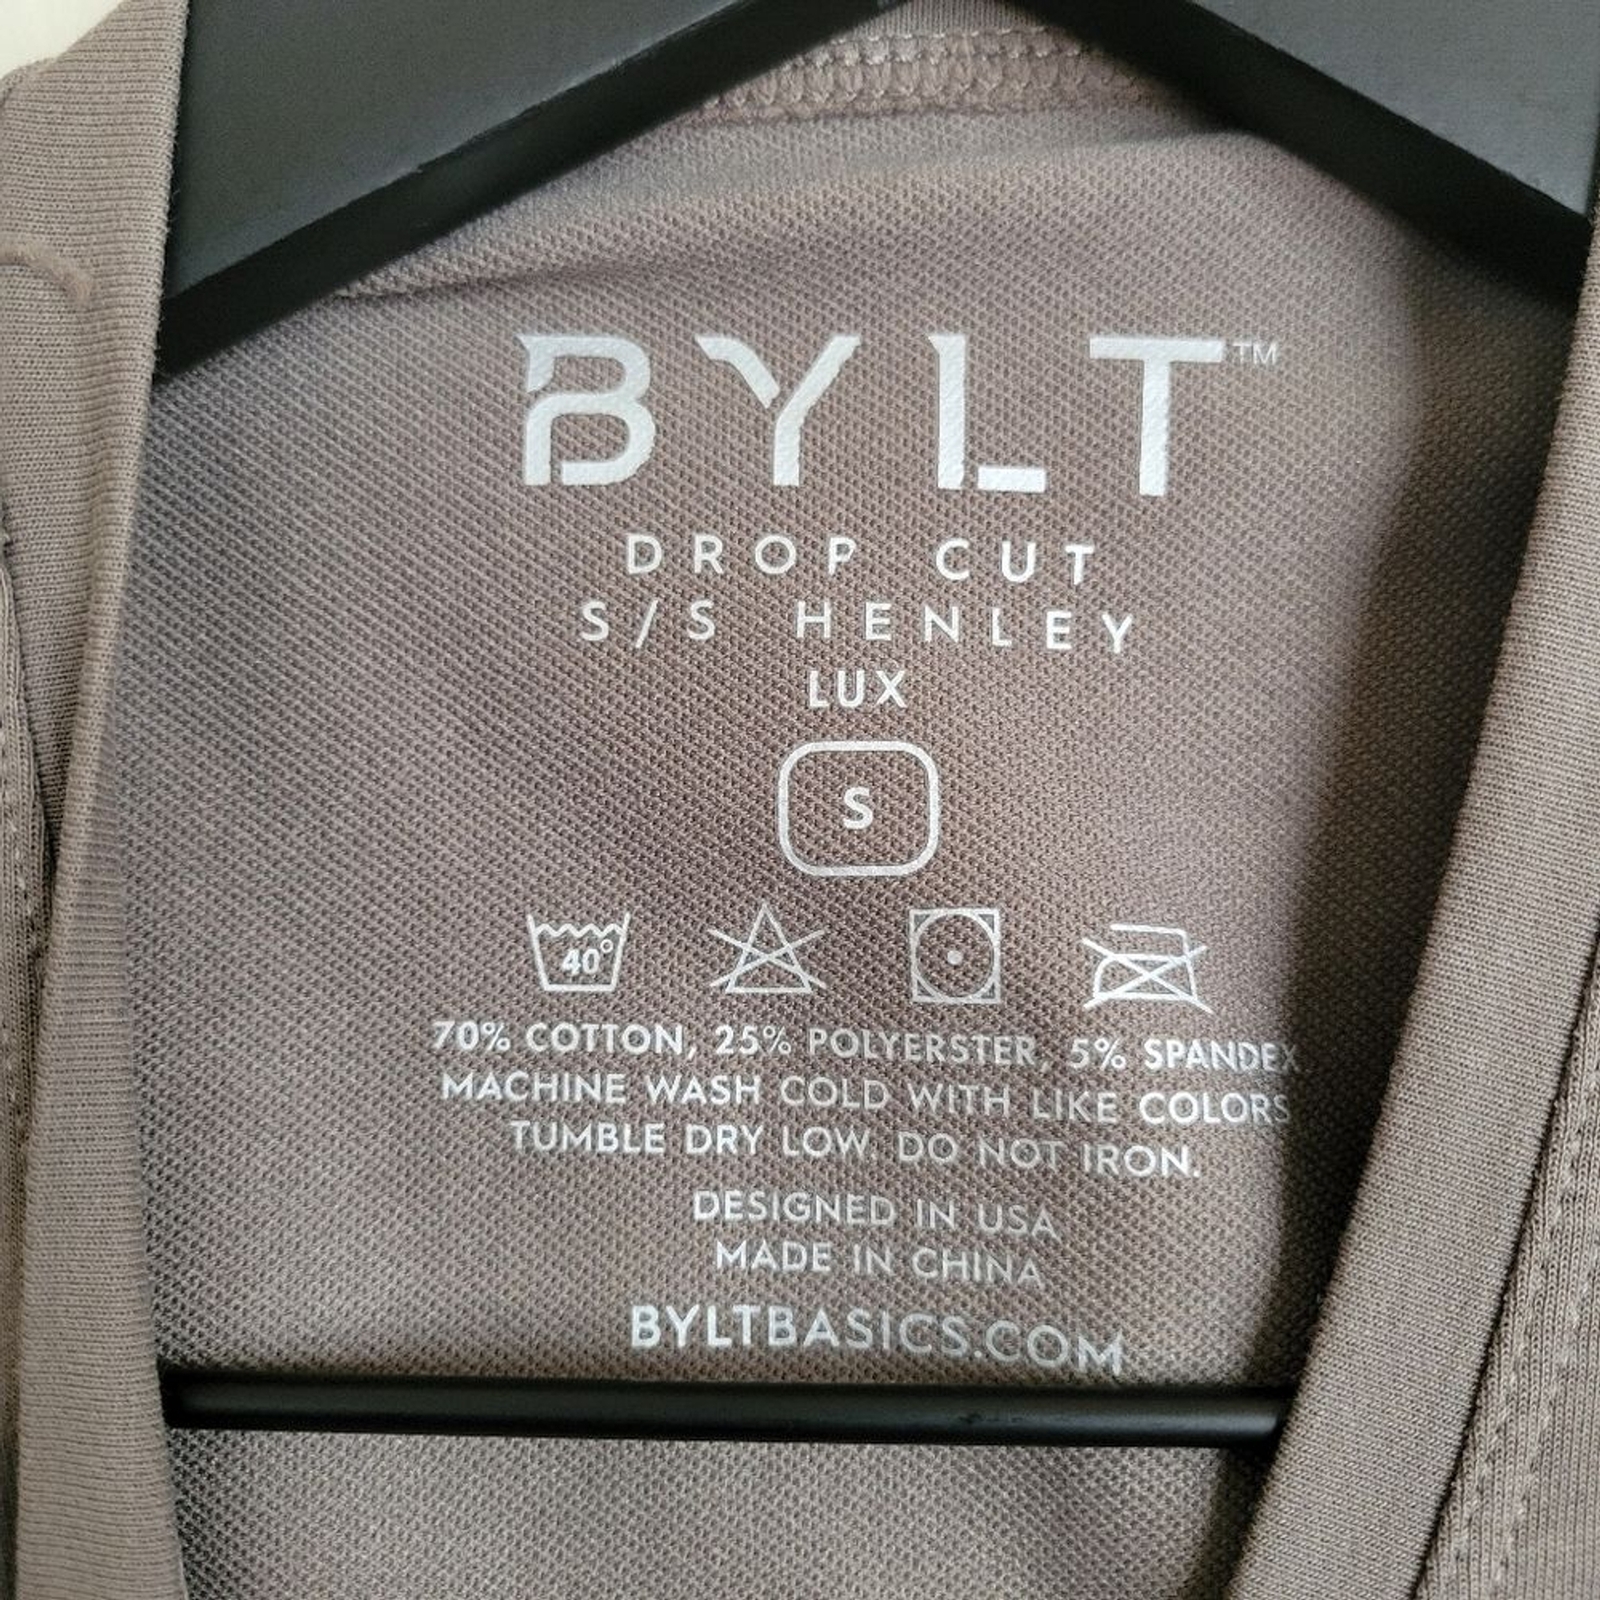 BYLT™
DROP CUT
S/S HENLEY
LUX
S
40°
70% COTTON, 25% POLYERSTER, 5% SPANDEX
MACHINE WASH COLD WITH LIKE COLORS
TUMBLE DRY LOW. DO NOT IRON.
DESIGNED IN USA
MADE IN CHINA
BYLTBASICS.COM